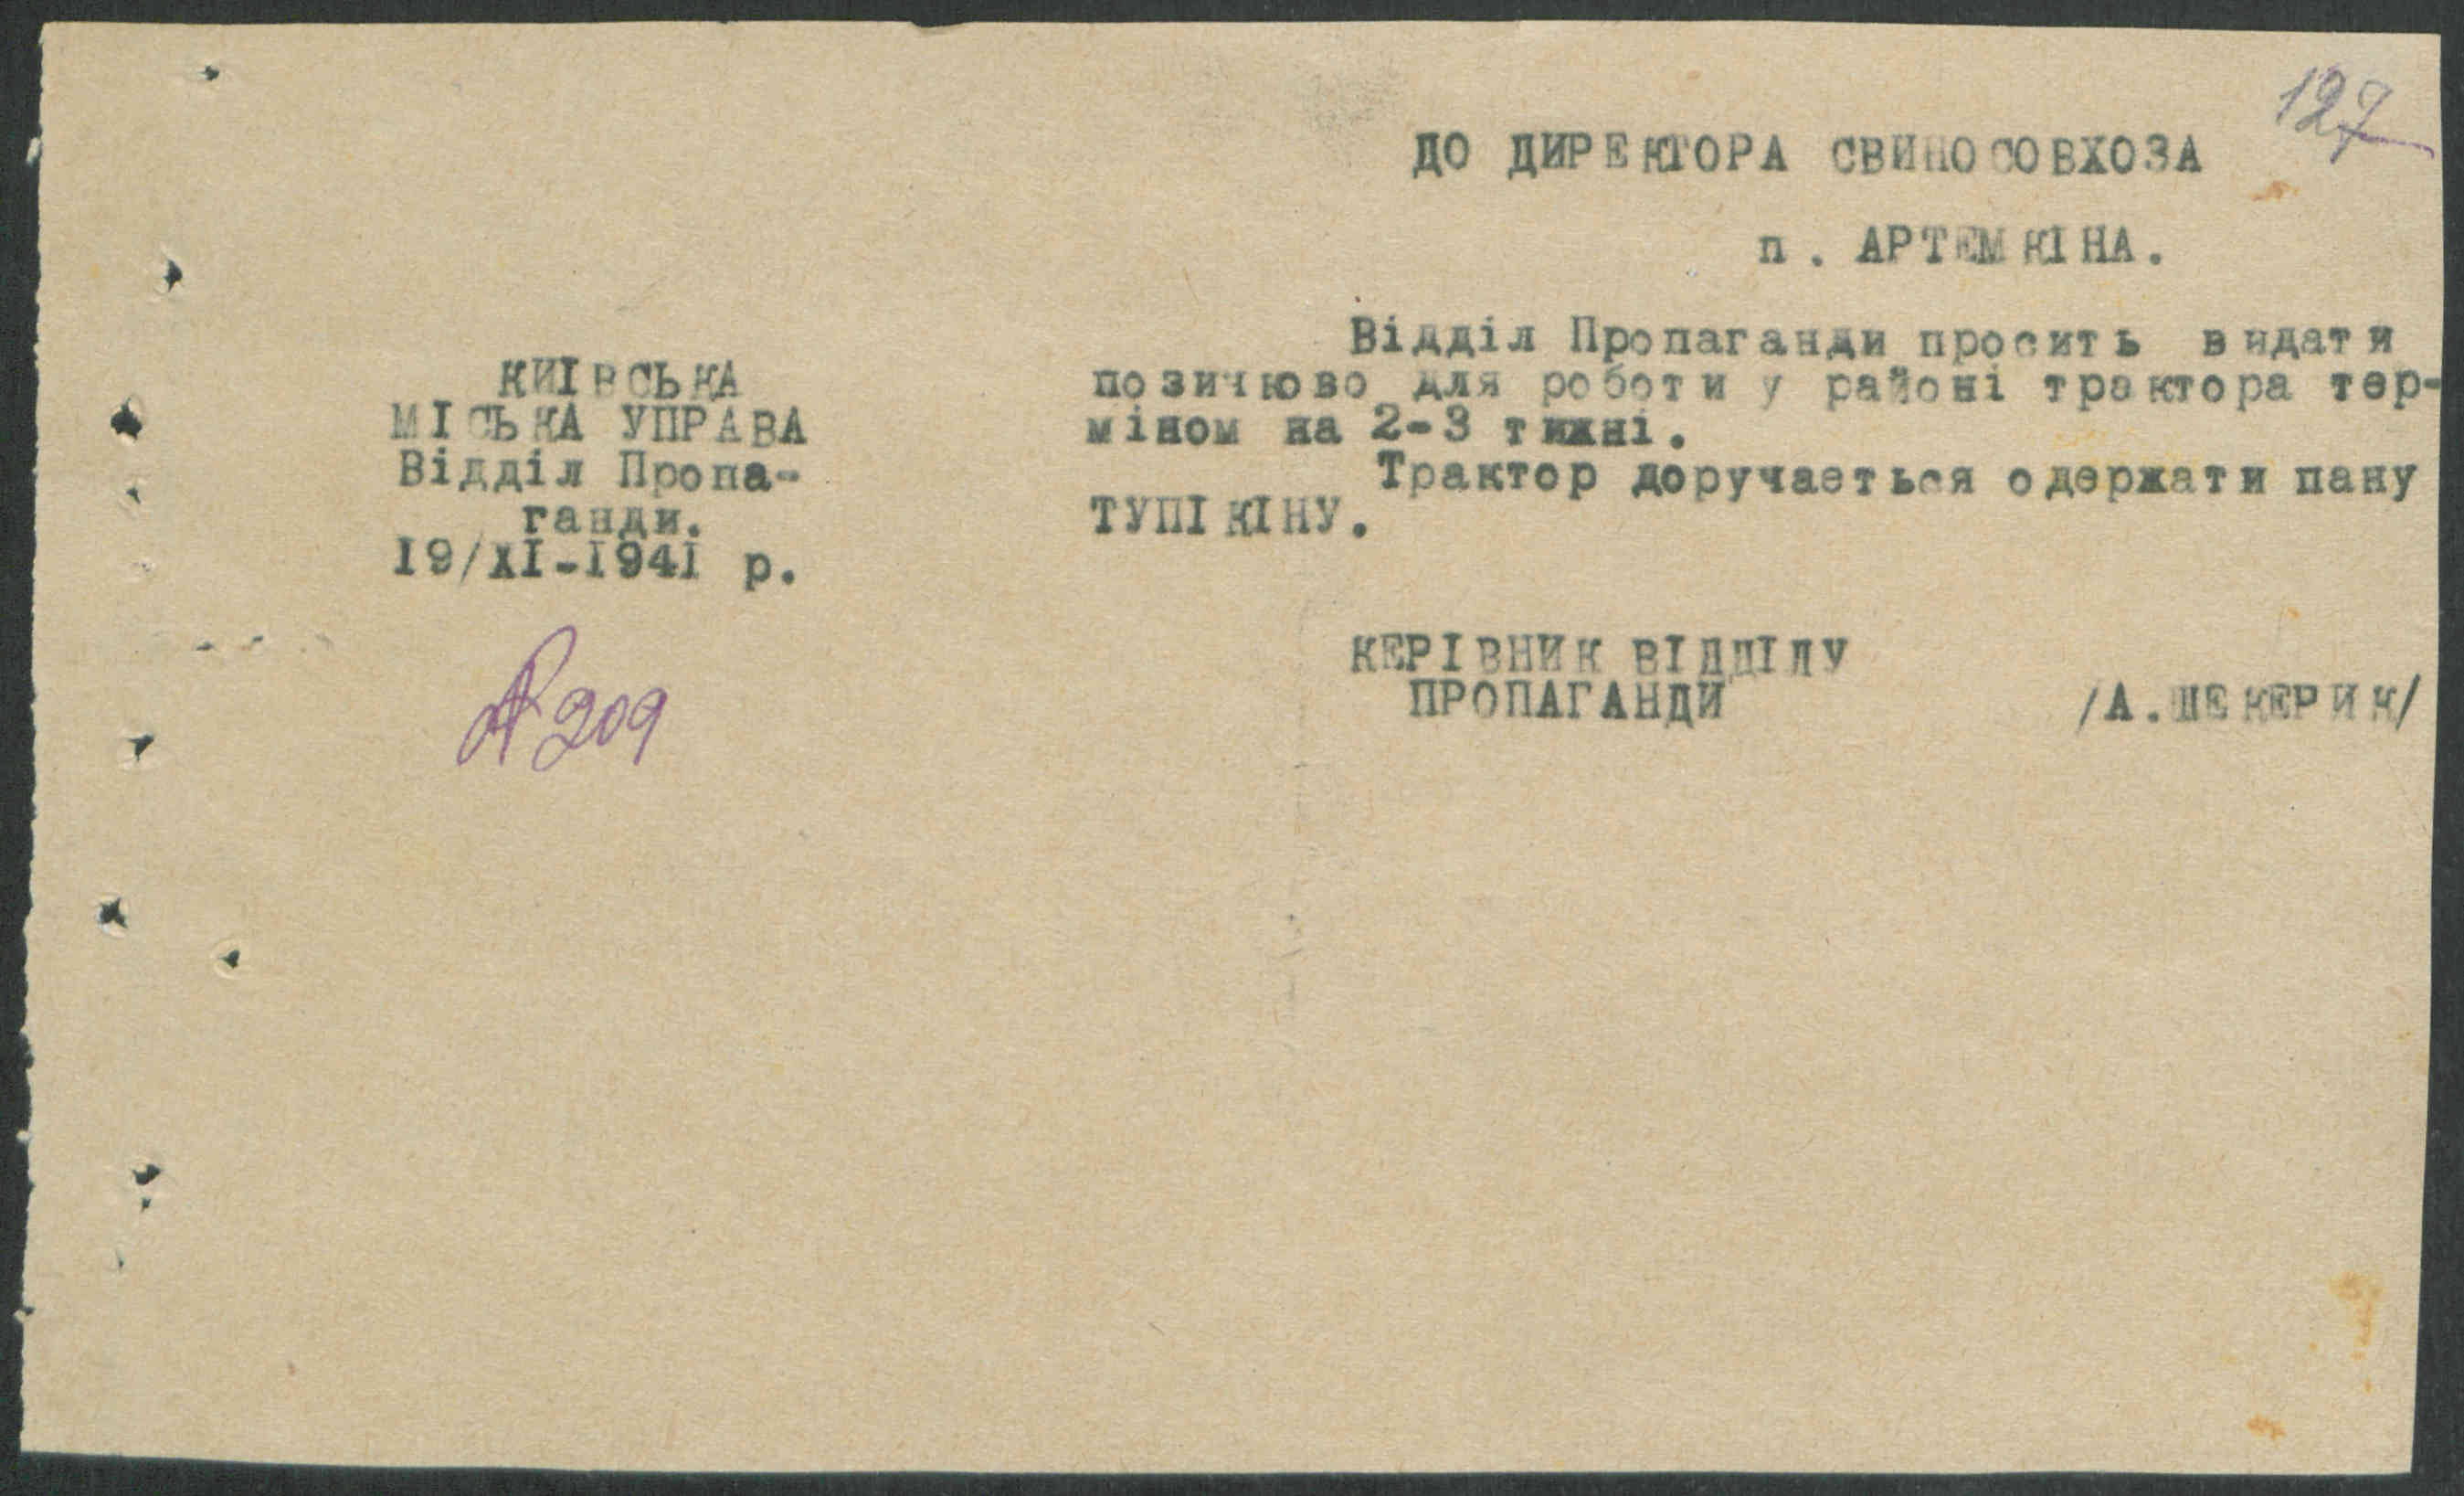 127
ДО ДИРЕКТОРА СВИНОСОВХОЗА
п. АРТЕМКІНА.
КИЇВСЬКА
МІСЬКА УПРАВА
Відділ Пропа-
ганди.
19/XI-1941 р.
№ 209
Відділ Пропаганди просить видати
позичково для роботи у районі трактора тер-
міном на 2-3 тижні.
Трактор доручається одержати пану
ТУПІКІНУ.
КЕРІВНИК ВІДДІЛУ
ПРОПАГАНДИ /А.ШЕКЕРИК/